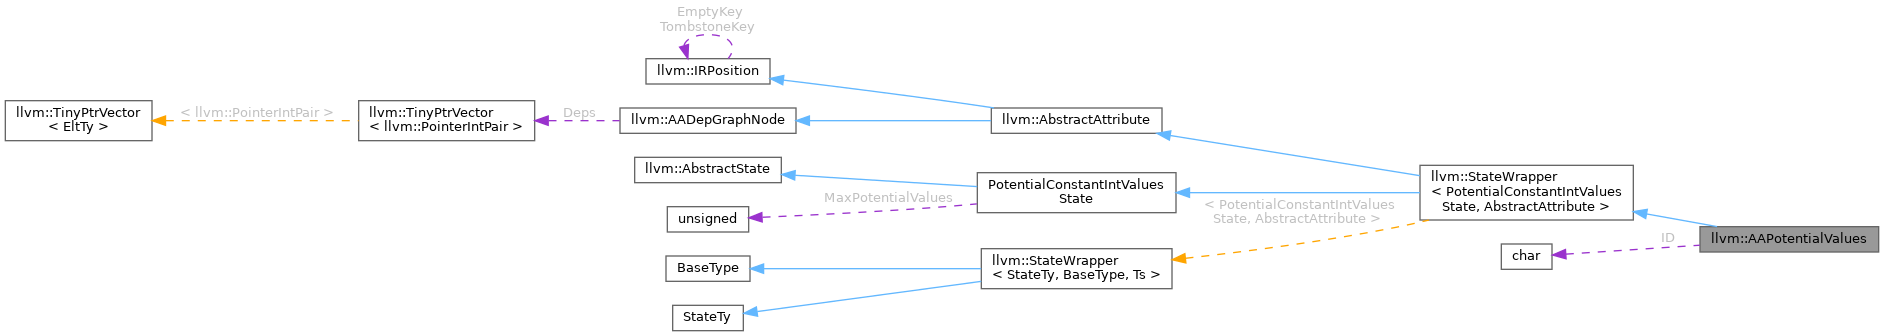 EmptyKey
TombstoneKey
llvm::IRPosition
llvm::TinyPtrVector
< EltTy >
< llvm::PointerIntPair >
llvm::TinyPtrVector
< llvm::PointerIntPair >
Deps
llvm::AADepGraphNode
llvm::AbstractAttribute
llvm::AbstractState
PotentialConstantIntValues
State
MaxPotentialValues
unsigned
llvm::StateWrapper
< PotentialConstantIntValues
State, AbstractAttribute >
< PotentialConstantIntValues
State, AbstractAttribute >
llvm::AAPotentialValues
ID
char
llvm::StateWrapper
< StateTy, BaseType, Ts >
BaseType
StateTy